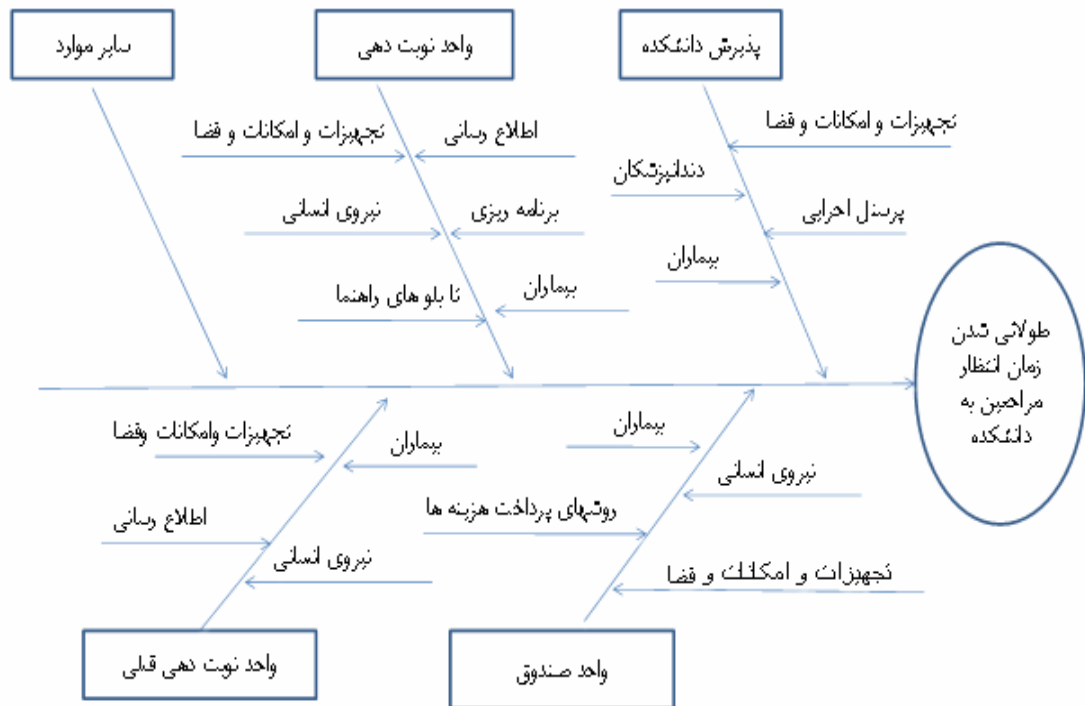 پذیرش دانشکده
واحد نوبت دهی
سایر موارد
تجهیزات و امکانات و فضا
دندانپزشکان
پرسنل اجرایی
بیماران
اطلاع رسانی
تجهیزات و امکانات و فضا
برنامه ریزی
نیروی انسانی
بیماران
تا بلو های راهنما
طولانی شدن
زمان انتظار
مراجعین به
دانشکده
بیماران
نیروی انسانی
روشهای پرداخت هزینه ها
تجهیزات و امکانات و فضا
تجهیزات وامکانات وفضا
بیماران
اطلاع رسانی
نیروی انسانی
واحد صندوق
واحد نوبت دهی قبلی